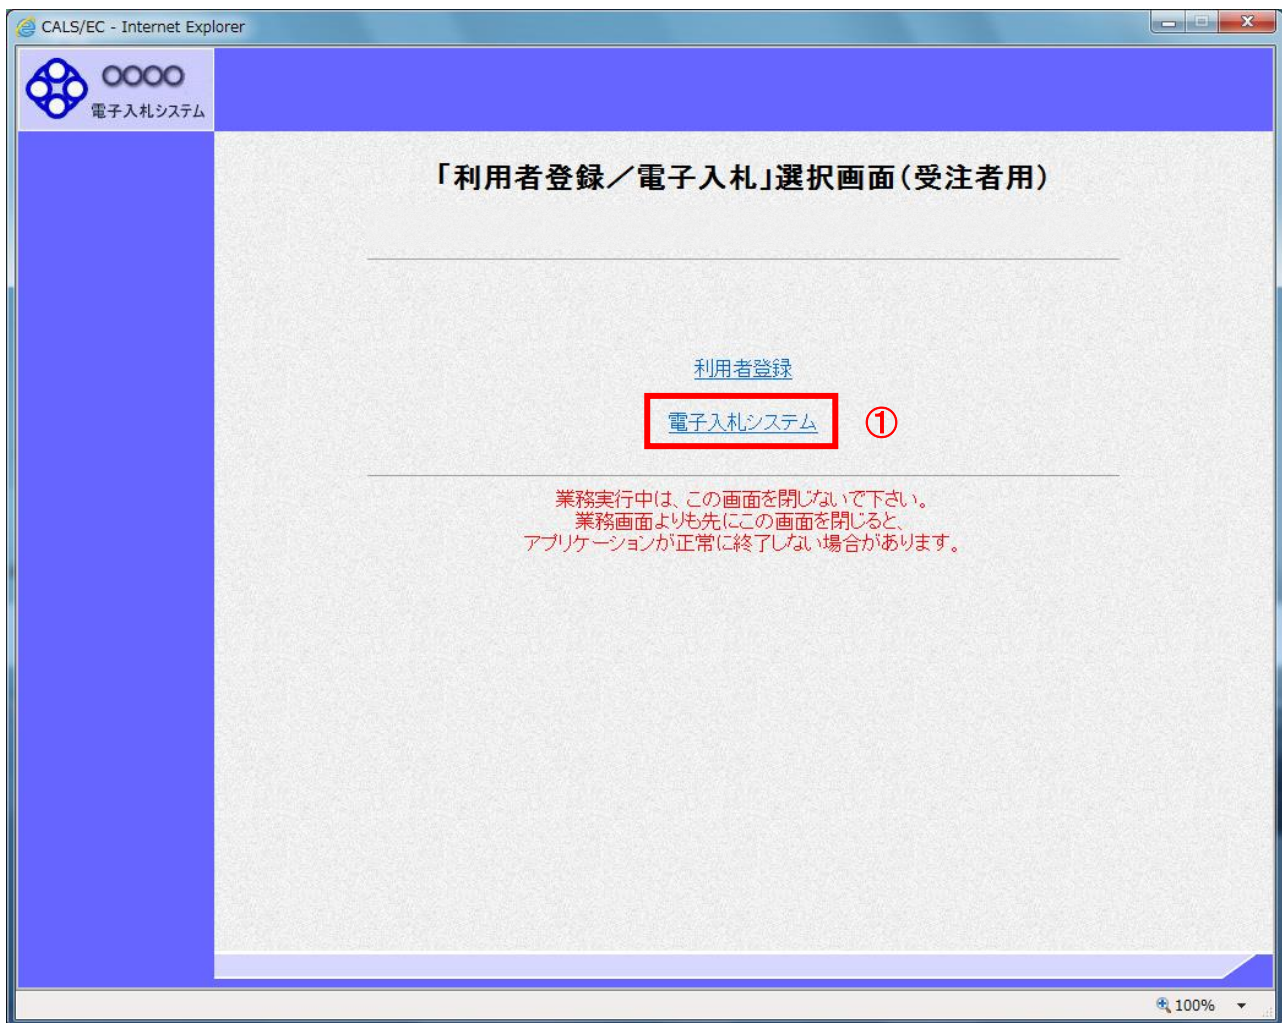 CALS/EC - Internet Explorer
○○○○
電子入札システム
「利用者登録／電子入札」選択画面(受注者用)
利用者登録
電子入札システム ①
業務実行中は、この画面を閉じないで下さい。
業務画面よりも先にこの画面を閉じると、
アプリケーションが正常に終了しない場合があります。
100%